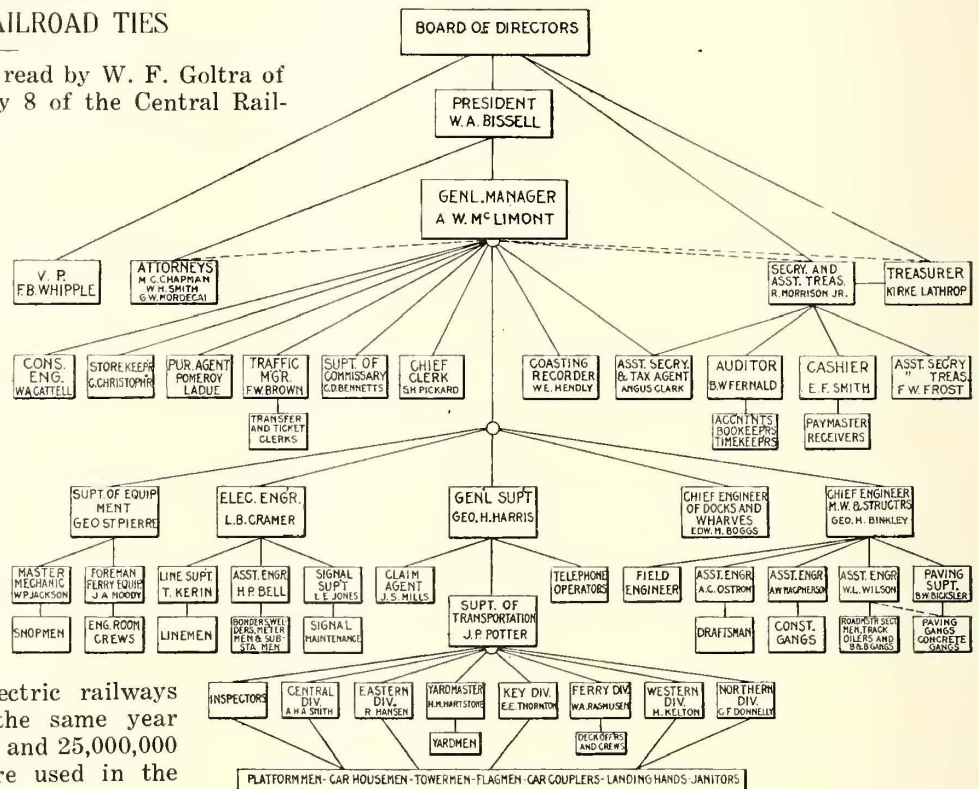 AILROAD TIES
read by W. F. Goltra of
y 8 of the Central Rail-
BOARD OF DIRECTORS
PRESIDENT
W. A. BISSELL
GENL. MANAGER
A W. McLIMONT
V. P.
F.B. WHIPPLE
ATTORNEYS
M C. CHAPMAN
W H. SMITH
G.W. MORDECAI
SECRY. AND
ASST. TREAS.
R. MORRISON JR.
TREASURER
KIRKE LATHROP
CONS.
ENG.
WA CATTELL
STOREKEEPR
C. CHRISTOPHR
PUR. AGENT
POMEROY
LADUE
TRAFFIC
MGR.
F.W. BROWN
SUPT. OF
COMMISSARY
C.D. BENNETTS
CHIEF
CLERK
S.H. PICKARD
COASTING
RECORDER
W.E. HENDLY
ASST. SECRY.
& TAX AGENT
ANGUS CLARK
AUDITOR
B.W FERNALD
CASHIER
E. F. SMITH
ASST. SECRY
" TREAS.
F W. FROST
TRANSFER
AND TICKET
CLERKS
ACCNTNTS
BOOKEEPRS
TIMEKEEPRS
PAYMASTER
RECEIVERS
SUPT. OF EQUIP
MENT
GEO ST PIERRE
ELEC. ENGR.
L.B. CRAMER
GENL SUPT
GEO. H. HARRIS
CHIEF ENGINEER
OF DOCKS AND
WHARVES
EDW. M. BOGGS
CHIEF ENGINEER
M.W. & STRUCTRS
GEO. H. BINKLEY
MASTER
MECHANIC
W.P. JACKSON
FOREMAN
FERRY EQUIP
J A NOODY
LINE SUPT.
T. KERIN
ASST. ENGR
H.P. BELL
SIGNAL
SUPT
L E JONES
CLAIM
AGENT
J. S. MILLS
SUPT. OF
TRANSPORTATION
J.P. POTTER
TELEPHONE
OPERATORS
FIELD
ENGINEER
ASST. ENGR
A.C. OSTROM
ASST. ENGR
A.W MACPHERSON
ASST. ENGR
W.L. WILSON
PAVING
SUPT.
B.W. BICKSLER
SHOPMEN
ENG. ROOM
CREWS
LINEMEN
BONDERS, WEL-
DERS, METER
MEN & SUB-
STA MEN
SIGNAL
MAINTENANCE
DRAFTSMAN
CONST.
GANGS
ROADMSTR SECT
MEN, TRACK
OILERS AND
B & B GANGS
PAVING
GANGS
CONCRETE
GANGS
INSPECTORS
CENTRAL
DIV.
A H A SMITH
EASTERN
DIV.
R. HANSEN
YARDMASTER
H.M. HARTSTONE
KEY DIV.
E.E. THORNTON
FERRY DIV.
W.A. RASMUSEN
WESTERN
DIV.
H. KELTON
NORTHERN
DIV.
C F DONNELLY
YARDMEN
DECK OFF'RS
AND CREWS
PLATFORM MEN - CAR HOUSEMEN - TOWERMEN - FLAGMEN - CAR COUPLERS - LANDING HANDS - JANITORS
ectric railways
the same year
and 25,000,000
re used in the